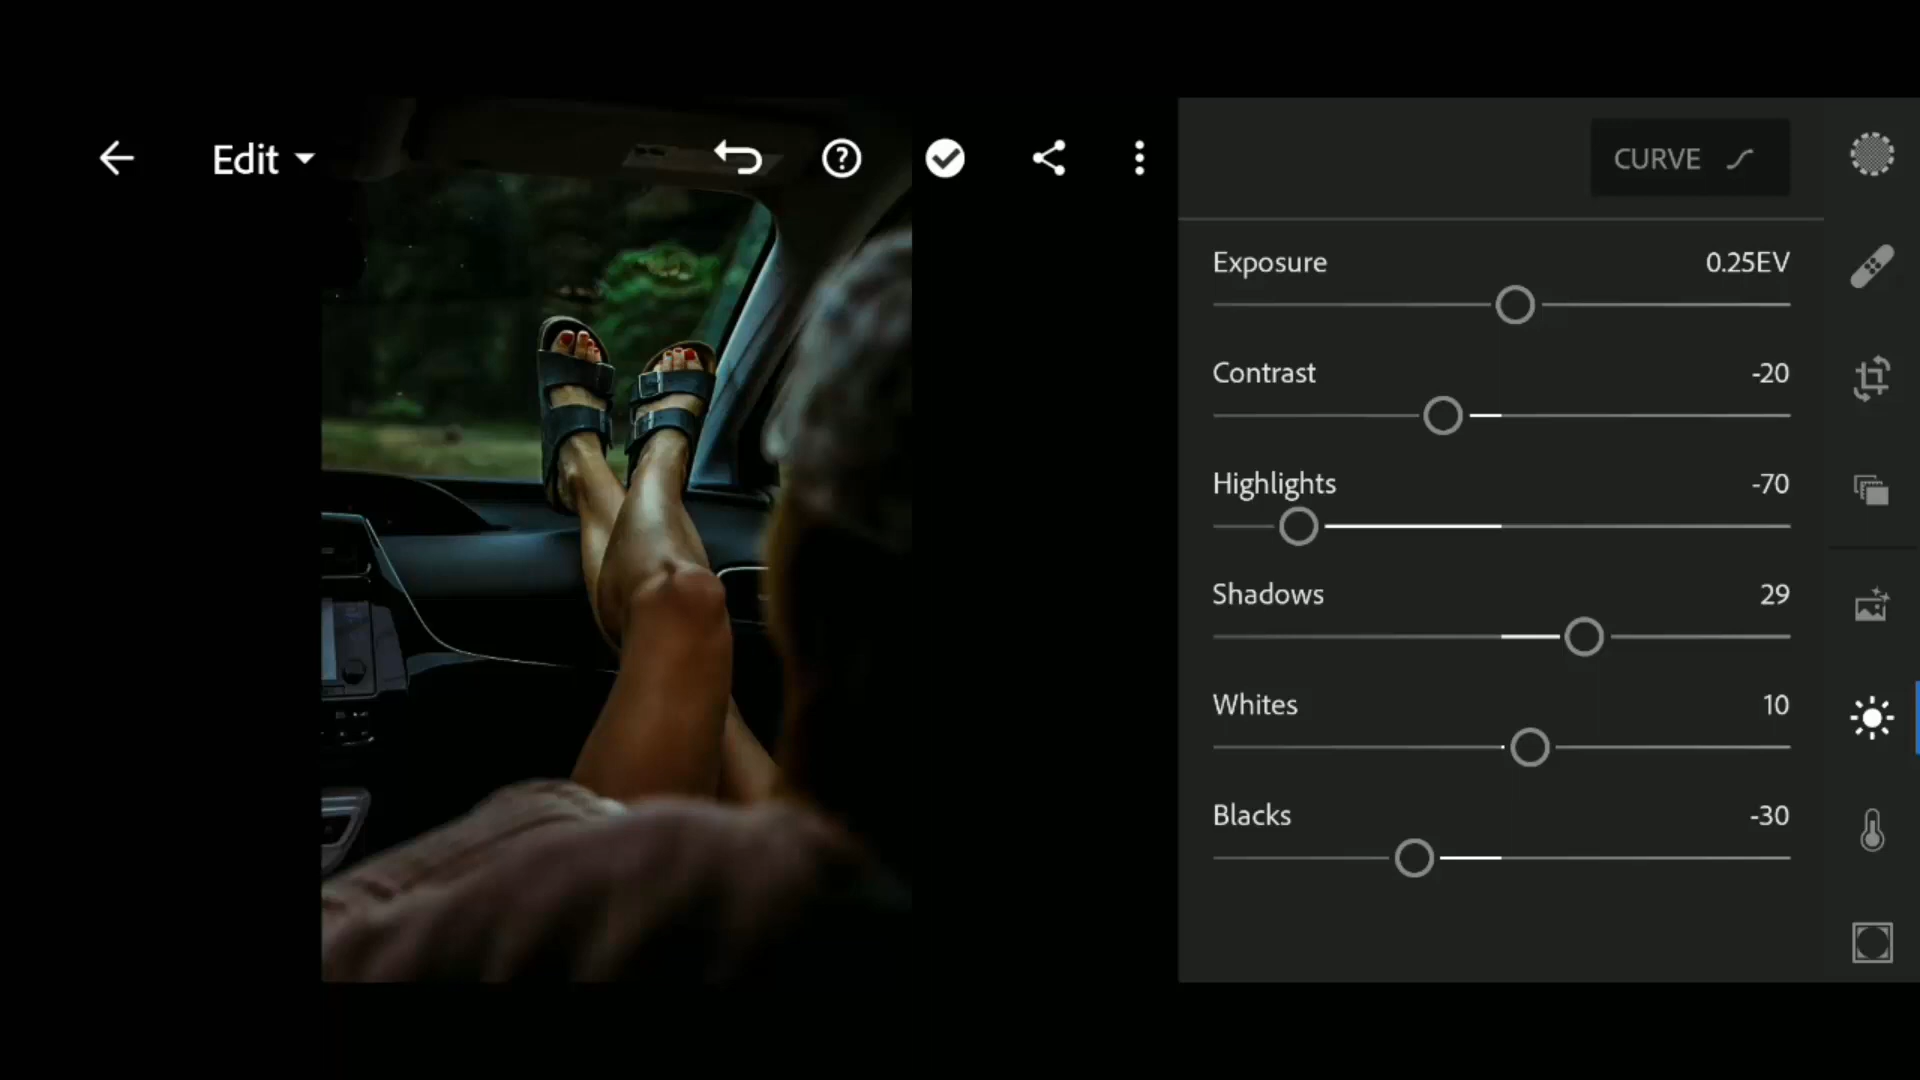 Edit
CURVE
Exposure 0.25EV
Contrast -20
Highlights -70
Shadows 29
Whites 10
Blacks -30